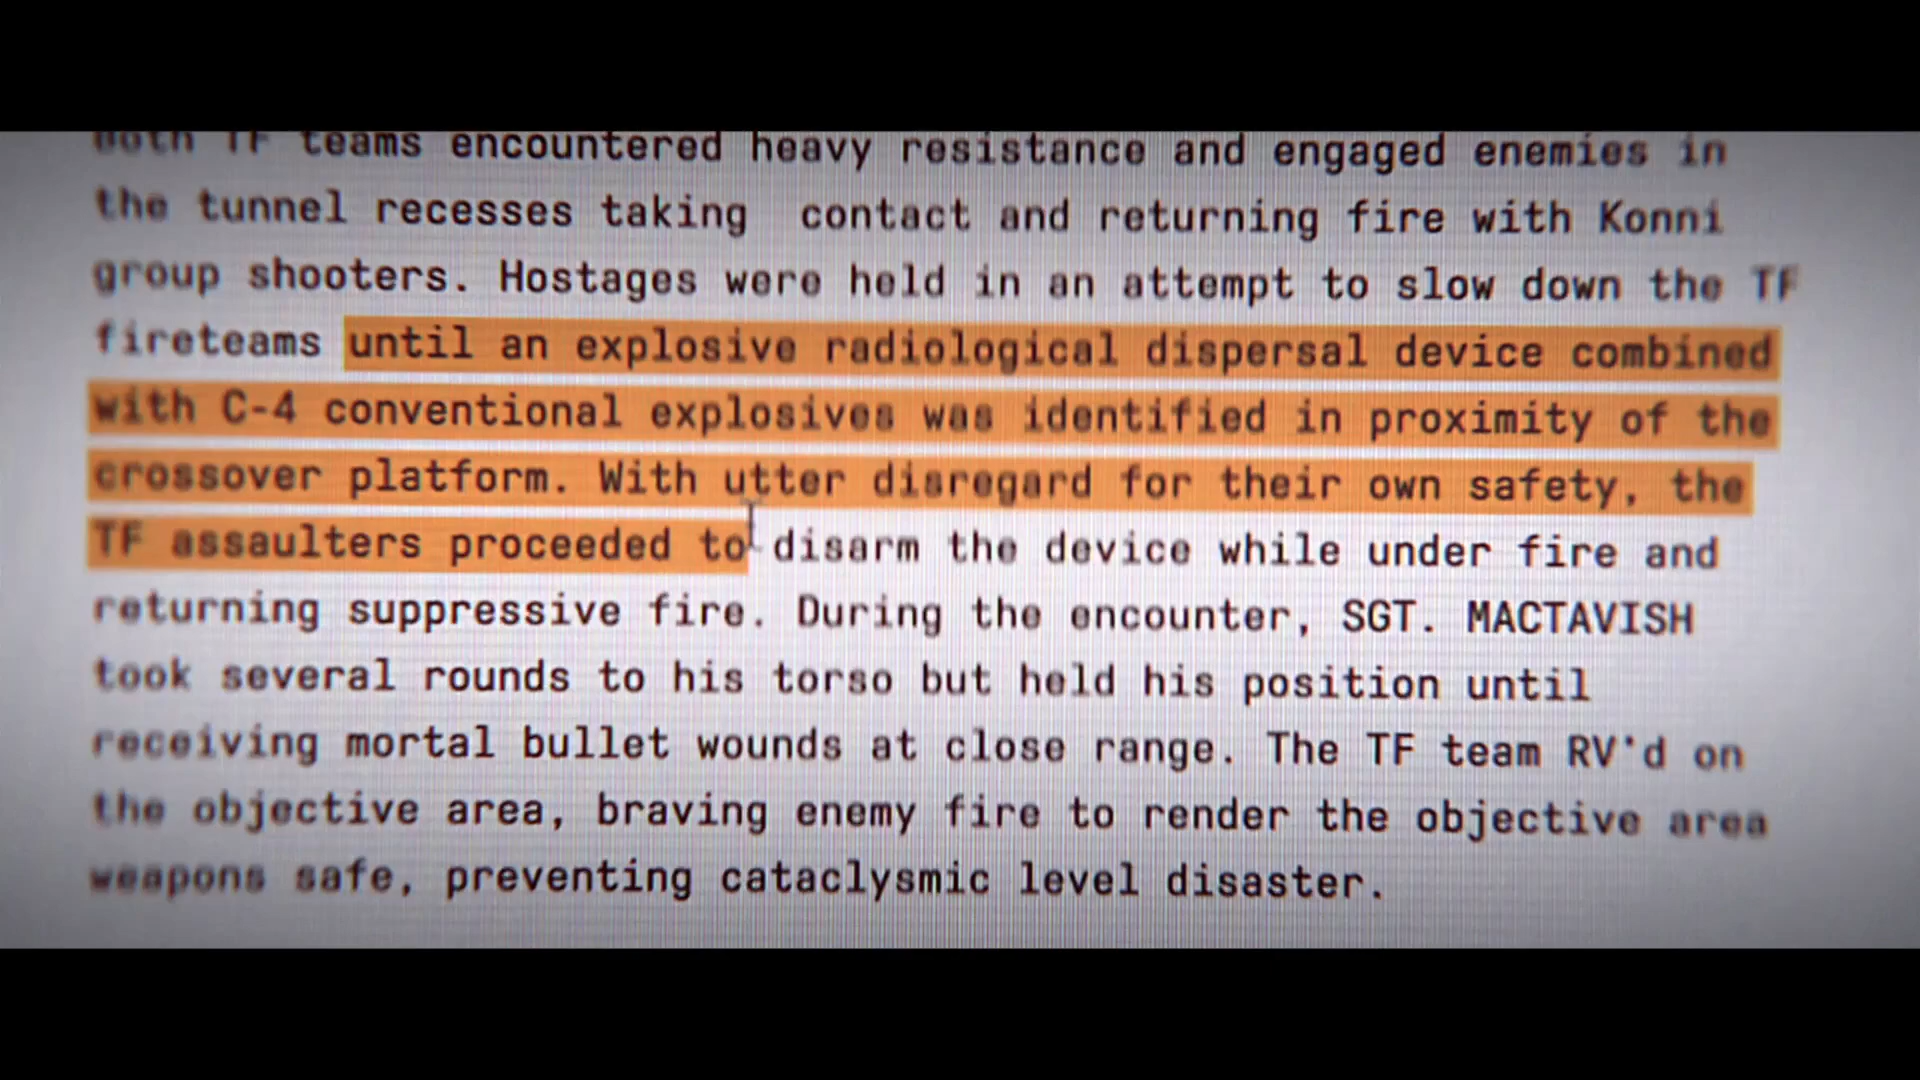 Both TF teams encountered heavy resistance and engaged enemies in
the tunnel recesses taking  contact and returning fire with Konni
group shooters. Hostages were held in an attempt to slow down the TF
fireteams until an explosive radiological dispersal device combined
with C-4 conventional explosives was identified in proximity of the
crossover platform. With utter disregard for their own safety, the
TF assaulters proceeded to disarm the device while under fire and
returning suppressive fire. During the encounter, SGT. MACTAVISH
took several rounds to his torso but held his position until
receiving mortal bullet wounds at close range. The TF team RV'd on
the objective area, braving enemy fire to render the objective area
weapons safe, preventing cataclysmic level disaster.